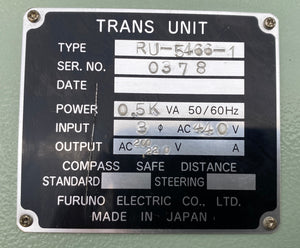 TRANS UNIT
TYPE RU-5466-1
SER. NO. 0378
DATE
POWER 0.5K VA 50/60Hz
INPUT 3 Φ AC 440 V
OUTPUT AC V A
COMPASS SAFE DISTANCE
STANDARD STEERING
FURUNO ELECTRIC CO., LTD.
MADE IN JAPAN